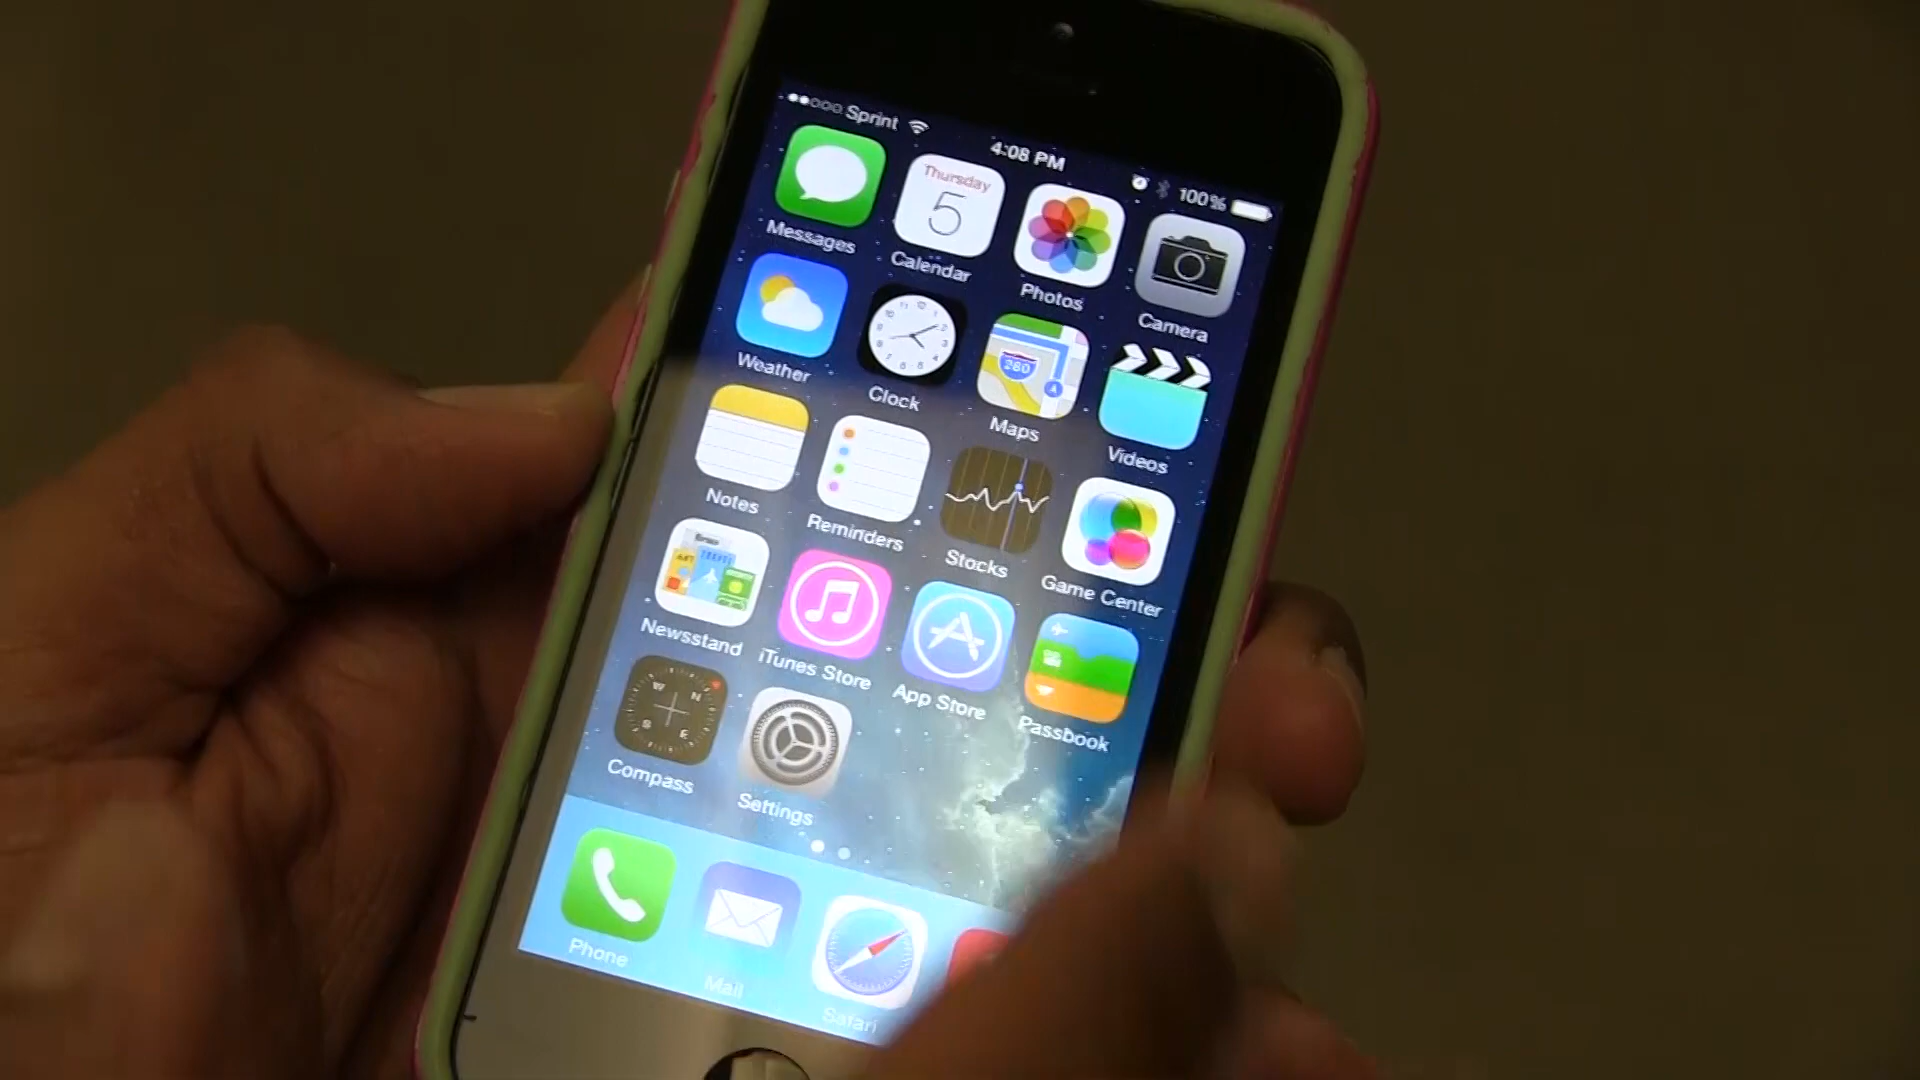 Sprint
4:08 PM
100%
Thursday
5
Messages
Calendar
Photos
Camera
280
Weather
Clock
Maps
Videos
Notes
Reminders
Stocks
Game Center
Newsstand
iTunes Store
App Store
Passbook
W N
S E
Compass
Settings
Phone
Mail
Safari